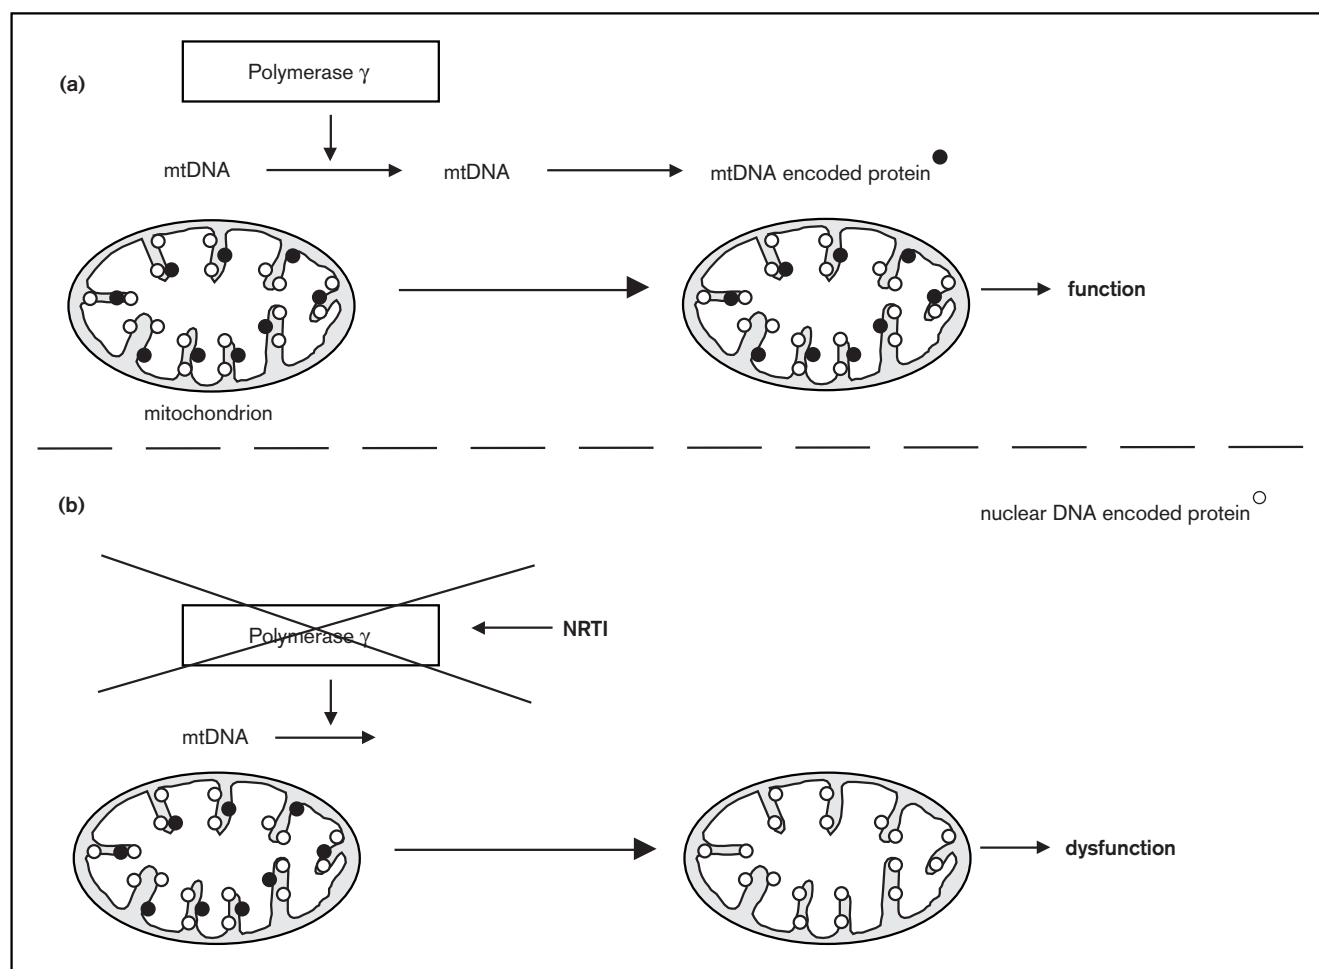 (a)
Polymerase γ
mtDNA
mtDNA
mtDNA encoded protein
function
mitochondrion
(b)
nuclear DNA encoded protein
Polymerase γ
NRTI
mtDNA
dysfunction